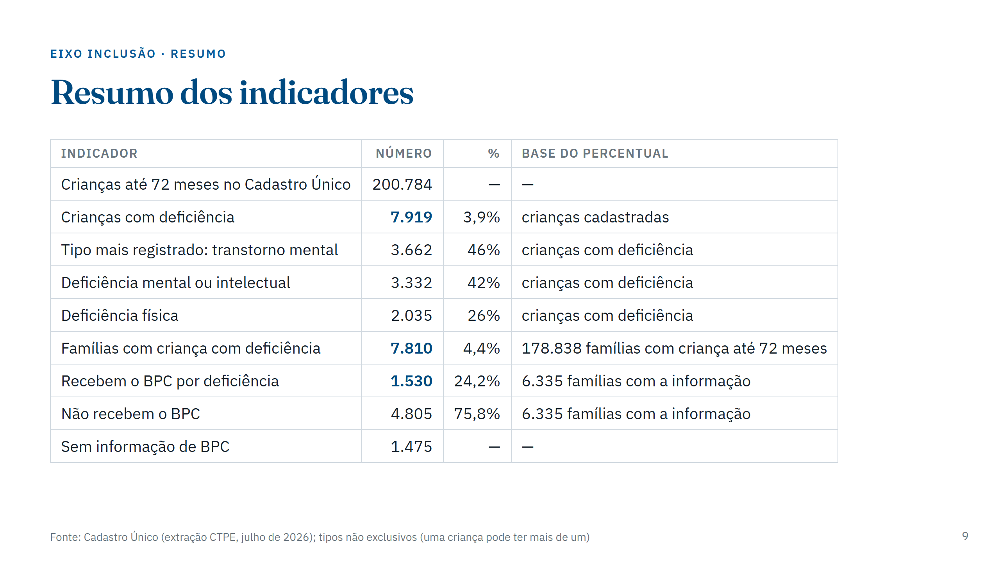 EIXO INCLUSÃO · RESUMO
Resumo dos indicadores
INDICADOR NÚMERO % BASE DO PERCENTUAL
Crianças até 72 meses no Cadastro Único 200.784 — —
Crianças com deficiência 7.919 3,9% crianças cadastradas
Tipo mais registrado: transtorno mental 3.662 46% crianças com deficiência
Deficiência mental ou intelectual 3.332 42% crianças com deficiência
Deficiência física 2.035 26% crianças com deficiência
Famílias com criança com deficiência 7.810 4,4% 178.838 famílias com criança até 72 meses
Recebem o BPC por deficiência 1.530 24,2% 6.335 famílias com a informação
Não recebem o BPC 4.805 75,8% 6.335 famílias com a informação
Sem informação de BPC 1.475 — —
Fonte: Cadastro Único (extração CTPE, julho de 2026); tipos não exclusivos (uma criança pode ter mais de um) 9